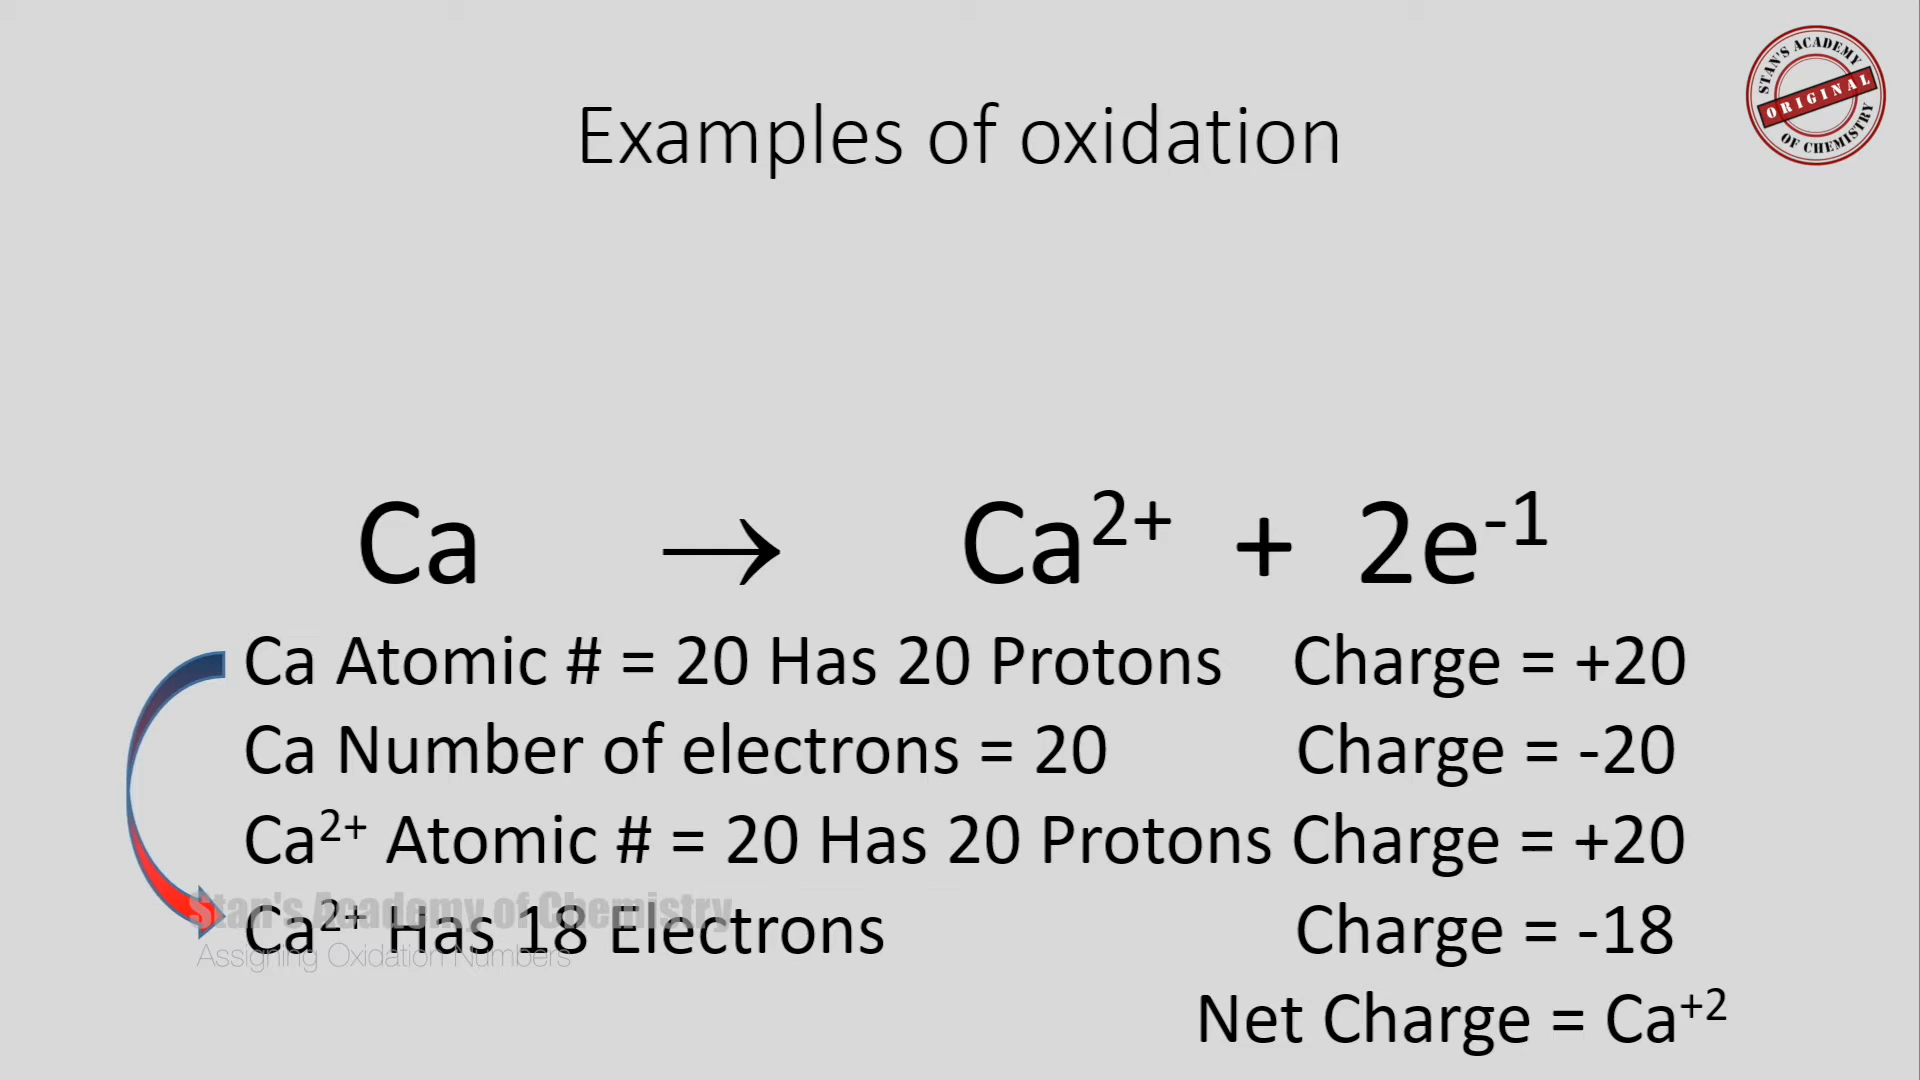 STAN'S ACADEMY
ORIGINAL
OF CHEMISTRY
Examples of oxidation
Ca → Ca²⁺ + 2e⁻¹
Ca Atomic # = 20 Has 20 Protons Charge = +20
Ca Number of electrons = 20 Charge = -20
Ca²⁺ Atomic # = 20 Has 20 Protons Charge = +20
Stan's Academy of Chemistry
Ca²⁺ Has 18 Electrons Charge = -18
Assigning Oxidation Numbers
Net Charge = Ca⁺²